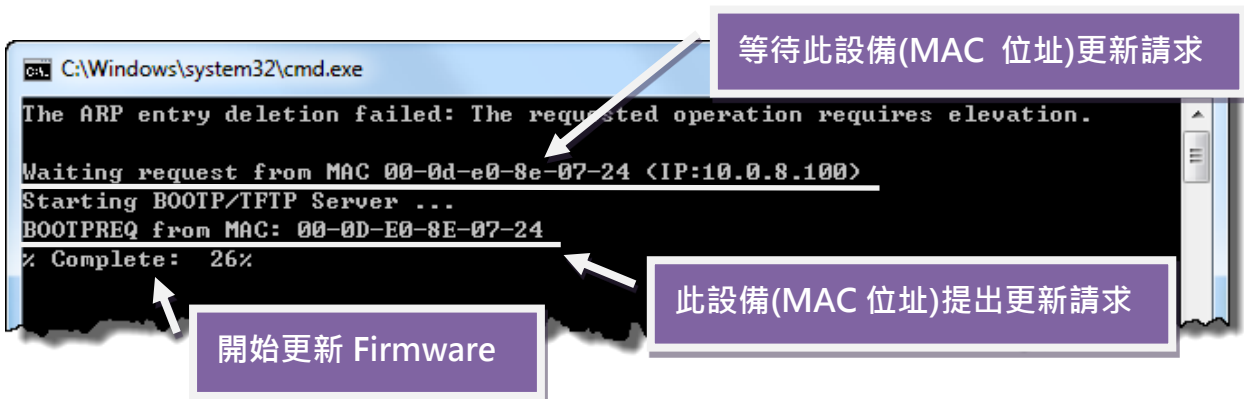 等待此設備(MAC 位址)更新請求
C:\Windows\system32\cmd.exe
The ARP entry deletion failed: The requested operation requires elevation.
Waiting request from MAC 00-0d-e0-8e-07-24 (IP:10.0.8.100)
Starting BOOTP/TFTP Server ...
BOOTPREQ from MAC: 00-0D-E0-8E-07-24
% Complete: 26%
此設備(MAC 位址)提出更新請求
開始更新 Firmware